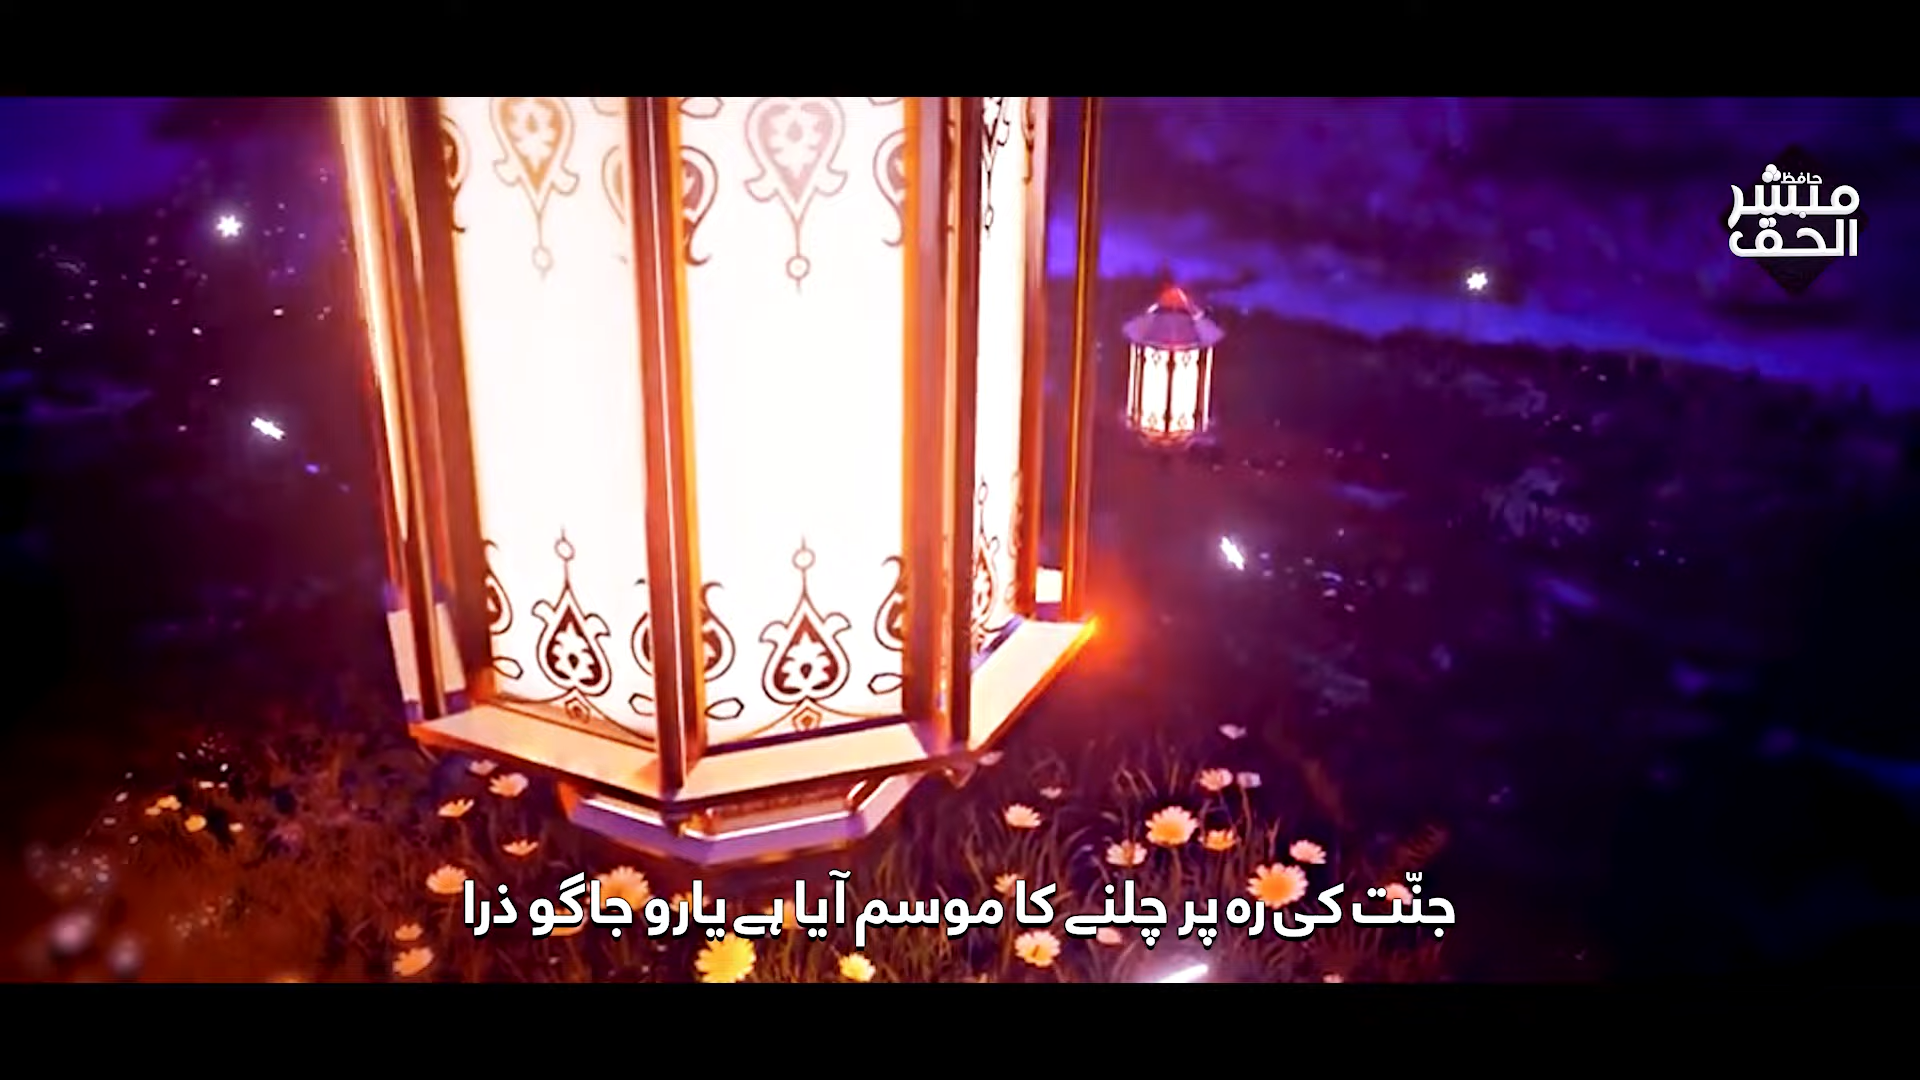 حافظ
مبشر
الحق
جنّت کی رہ پر چلنے کا موسم آیا ہے یارو جاگو ذرا